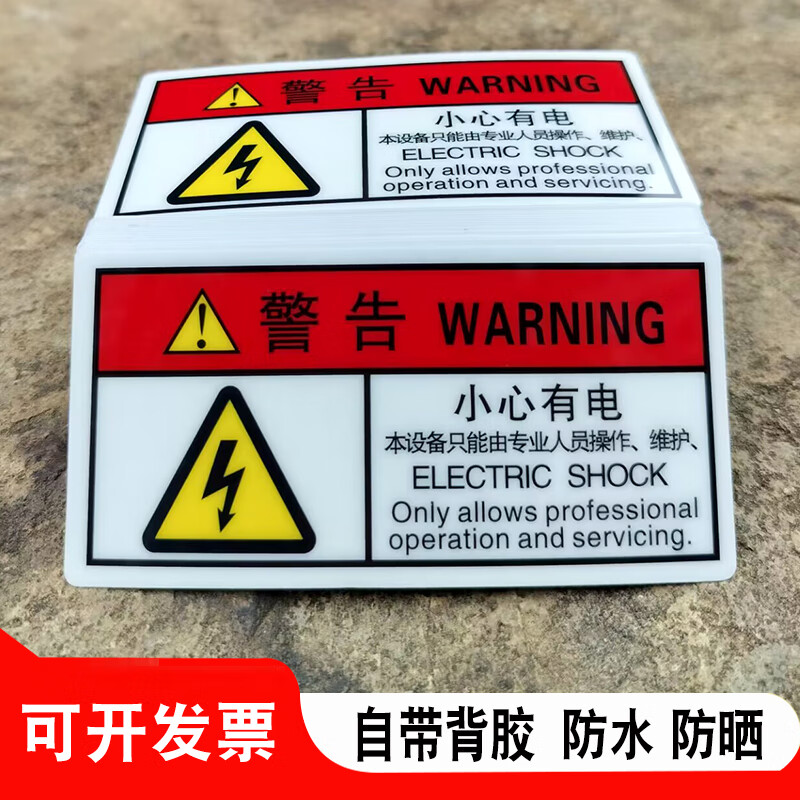 警告 WARNING
小心有电
本设备只能由专业人员操作、维护、
ELECTRIC SHOCK
Only allows professional
operation and servicing.
警告 WARNING
小心有电
本设备只能由专业人员操作、维护、
ELECTRIC SHOCK
Only allows professional
operation and servicing.
可开发票 自带背胶 防水 防晒